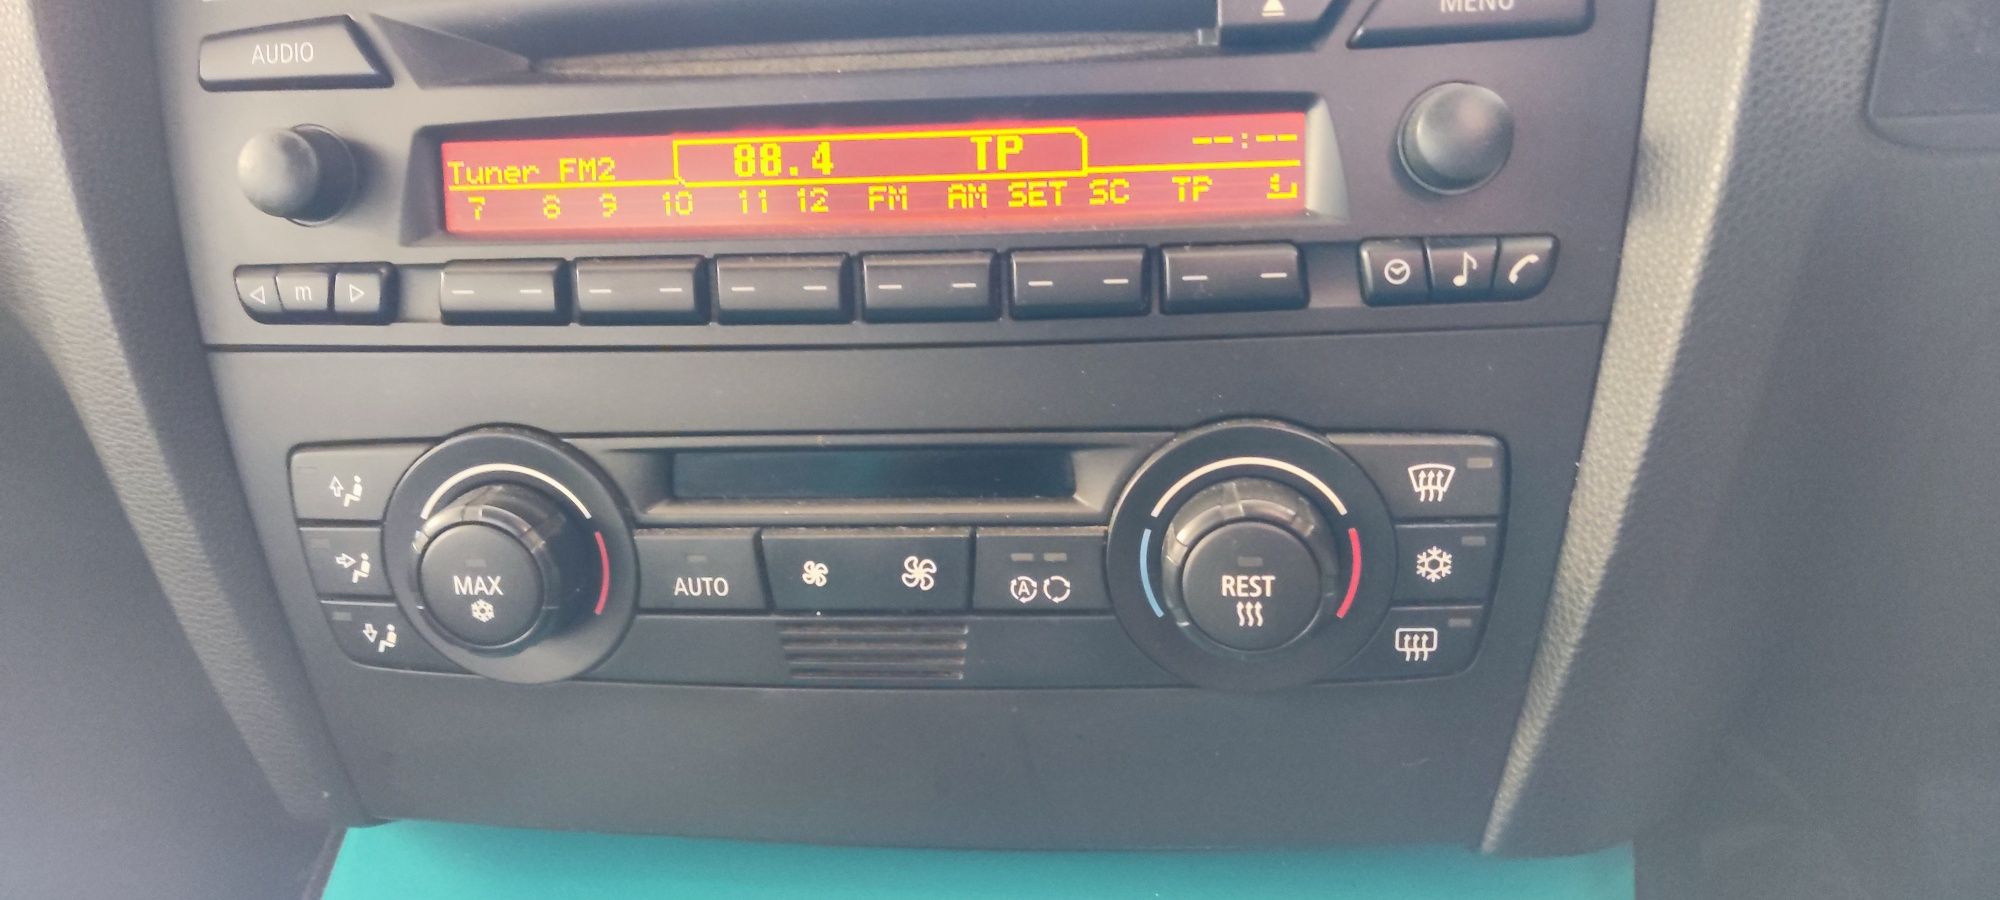 MENU
AUDIO
Tuner FM2 88.4 TP --:--
7 8 9 10 11 12 FM AM SET SC TP
m
MAX AUTO A REST